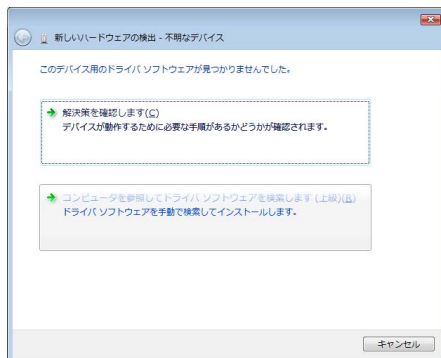 新しいハードウェアの検出 - 不明なデバイス
このデバイス用のドライバ ソフトウェアが見つかりませんでした。
解決策を確認します(C)
デバイスが動作するために必要な手順があるかどうかが確認されます。
コンピュータを参照してドライバ ソフトウェアを検索します (上級)(R)
ドライバ ソフトウェアを手動で検索してインストールします。
キャンセル